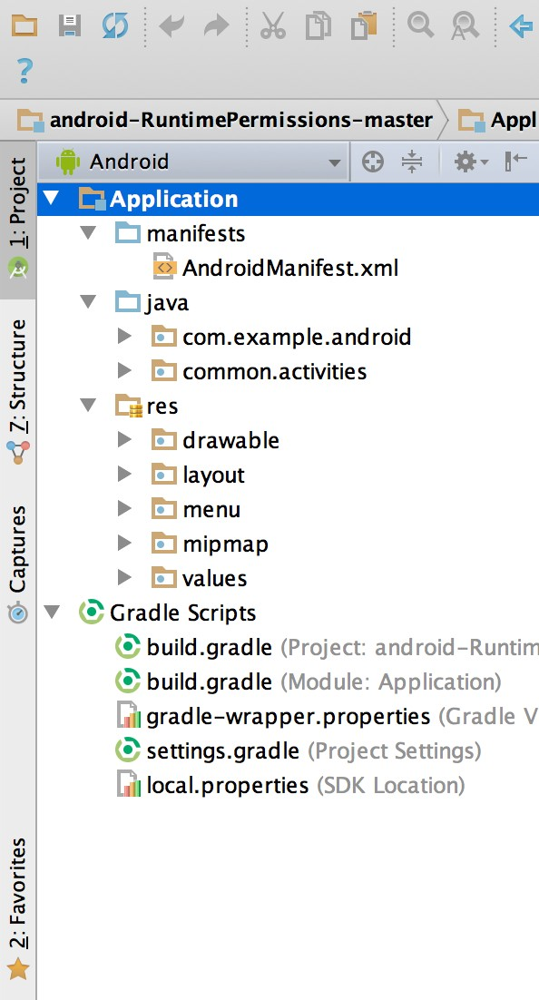 ?
android-RuntimePermissions-master Appl
Android
1: Project
7: Structure
Captures
2: Favorites
Application
manifests
AndroidManifest.xml
java
com.example.android
common.activities
res
drawable
layout
menu
mipmap
values
Gradle Scripts
build.gradle (Project: android-Runtim
build.gradle (Module: Application)
gradle-wrapper.properties (Gradle V
settings.gradle (Project Settings)
local.properties (SDK Location)